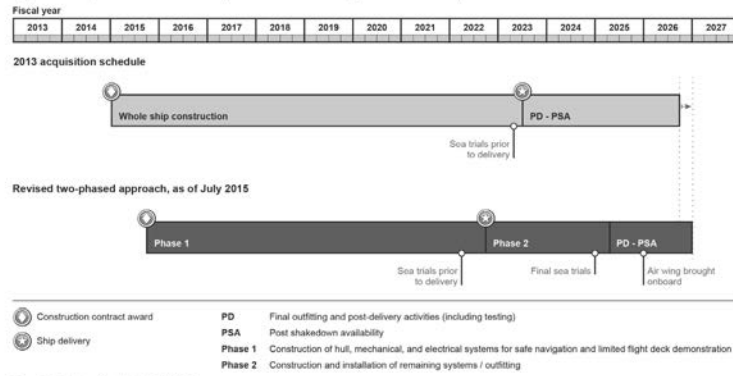 Fiscal year
2013 2014 2015 2016 2017 2018 2019 2020 2021 2022 2023 2024 2025 2026 2027
2013 acquisition schedule
Whole ship construction
PD - PSA
Sea trials prior
to delivery
Revised two-phased approach, as of July 2015
Phase 1
Phase 2
PD - PSA
Sea trials prior
to delivery
Final sea trials
Air wing brought
onboard
Construction contract award
Ship delivery
PD Final outfitting and post-delivery activities (including testing)
PSA Post shakedown availability
Phase 1 Construction of hull, mechanical, and electrical systems for safe navigation and limited flight deck demonstration
Phase 2 Construction and installation of remaining systems / outfitting